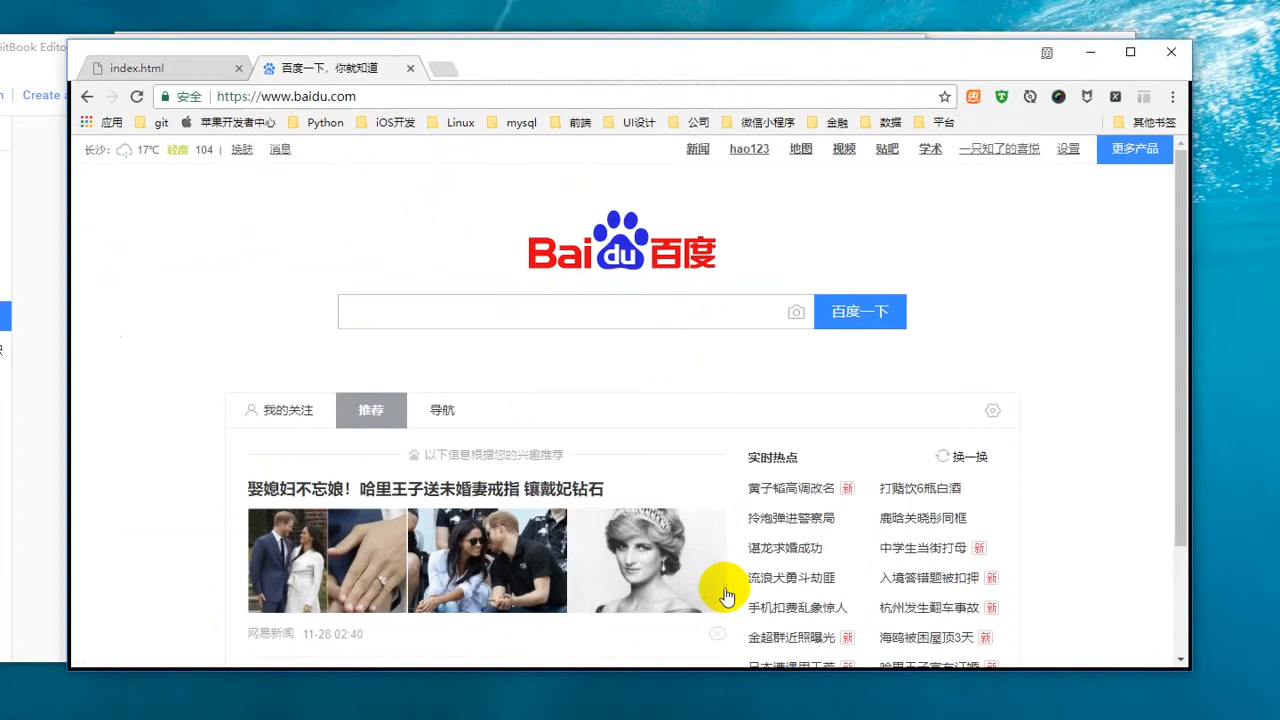 GitBook Edito
Create a
index.html
百度一下，你就知道
安全
https://www.baidu.com
应用
git
苹果开发者中心
Python
iOS开发
Linux
mysql
前端
UI设计
公司
微信小程序
金融
数据
平台
其他书签
长沙：
17℃
轻度
104
换肤
消息
新闻
hao123
地图
视频
贴吧
学术
一只知了的喜悦
设置
更多产品
Bai du 百度
百度一下
我的关注
推荐
导航
以下信息根据您的兴趣推荐
娶媳妇不忘娘！哈里王子送未婚妻戒指 镶戴妃钻石
网易新闻 11-28 02:40
实时热点
换一换
黄子韬高调改名 新
打赌饮6瓶白酒
拎炮弹进警察局
鹿晗关晓彤同框
谌龙求婚成功
中学生当街打母 新
流浪犬勇斗劫匪
入境答错题被扣押 新
手机扣费乱象惊人
杭州发生翻车事故 新
金超群近照曝光 新
海鸥被困屋顶3天 新